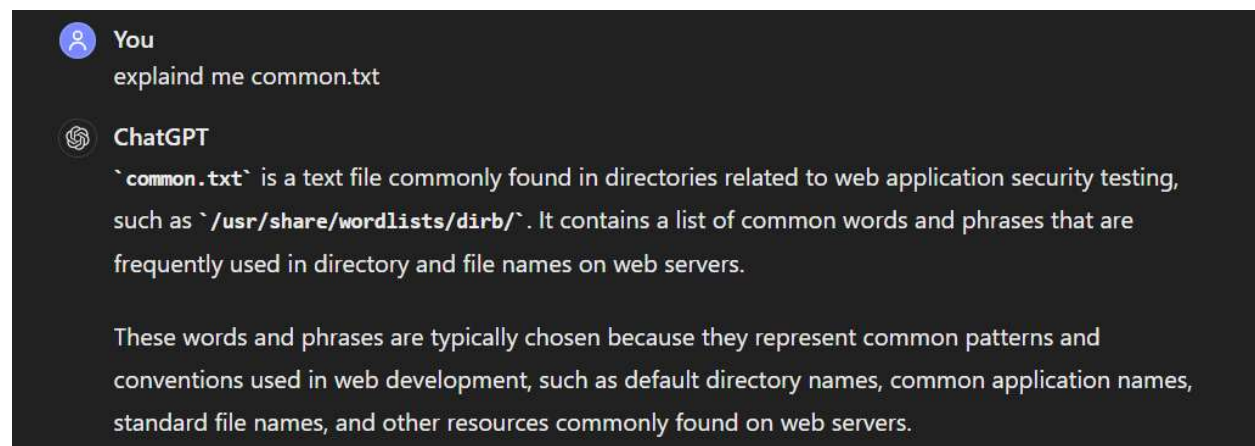 You
explaind me common.txt
ChatGPT
`common.txt` is a text file commonly found in directories related to web application security testing,
such as `/usr/share/wordlists/dirb/`. It contains a list of common words and phrases that are
frequently used in directory and file names on web servers.
These words and phrases are typically chosen because they represent common patterns and
conventions used in web development, such as default directory names, common application names,
standard file names, and other resources commonly found on web servers.